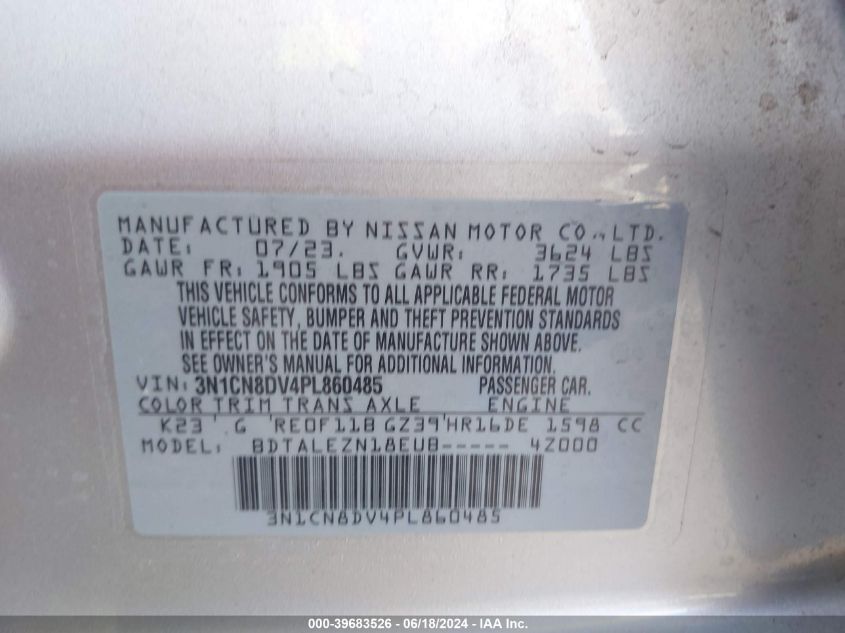 MANUFACTURED BY NISSAN MOTOR CO.,LTD.
DATE: 07/23. GVWR: 3624 LBS
GAWR FR: 1905 LBS GAWR RR: 1735 LBS
THIS VEHICLE CONFORMS TO ALL APPLICABLE FEDERAL MOTOR
VEHICLE SAFETY, BUMPER AND THEFT PREVENTION STANDARDS
IN EFFECT ON THE DATE OF MANUFACTURE SHOWN ABOVE.
SEE OWNER'S MANUAL FOR ADDITIONAL INFORMATION.
VIN: 3N1CN8DV4PL860485 PASSENGER CAR.
COLOR TRIM TRANS AXLE ENGINE
K23 G RE0F11B GZ39 HR16DE 1598 CC
MODEL: BDTALEZN18EUB----- 4Z000
3N1CN8DV4PL860485
000-39683526 - 06/18/2024 - IAA Inc.